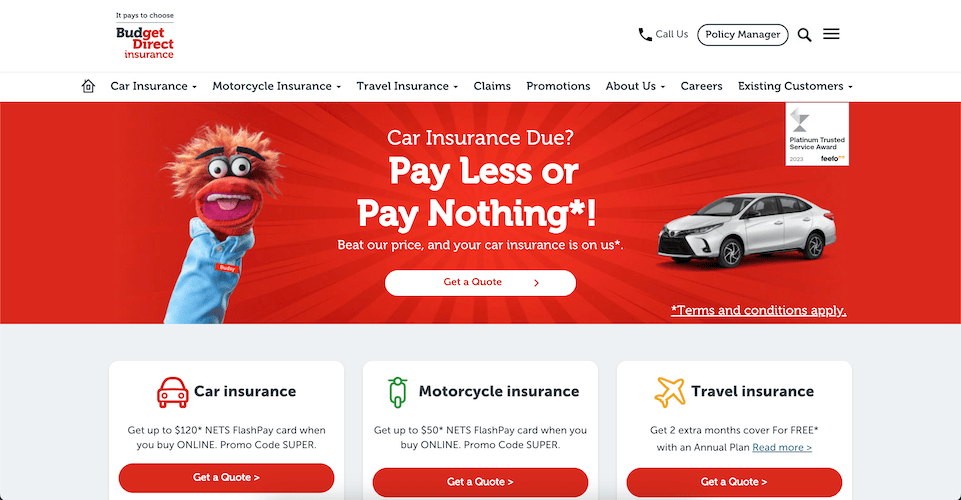 It pays to choose
Budget
Direct
insurance
Call Us
Policy Manager
Car Insurance
Motorcycle Insurance
Travel Insurance
Claims
Promotions
About Us
Careers
Existing Customers
Car Insurance Due?
Pay Less or
Pay Nothing*!
Beat our price, and your car insurance is on us*.
Get a Quote
Platinum Trusted
Service Award
2023 feefo
*Terms and conditions apply.
Car insurance
Get up to $120* NETS FlashPay card when
you buy ONLINE. Promo Code SUPER.
Get a Quote >
Motorcycle insurance
Get up to $50* NETS FlashPay card when you
buy ONLINE. Promo Code SUPER.
Get a Quote >
Travel insurance
Get 2 extra months cover For FREE*
with an Annual Plan Read more >
Get a Quote >